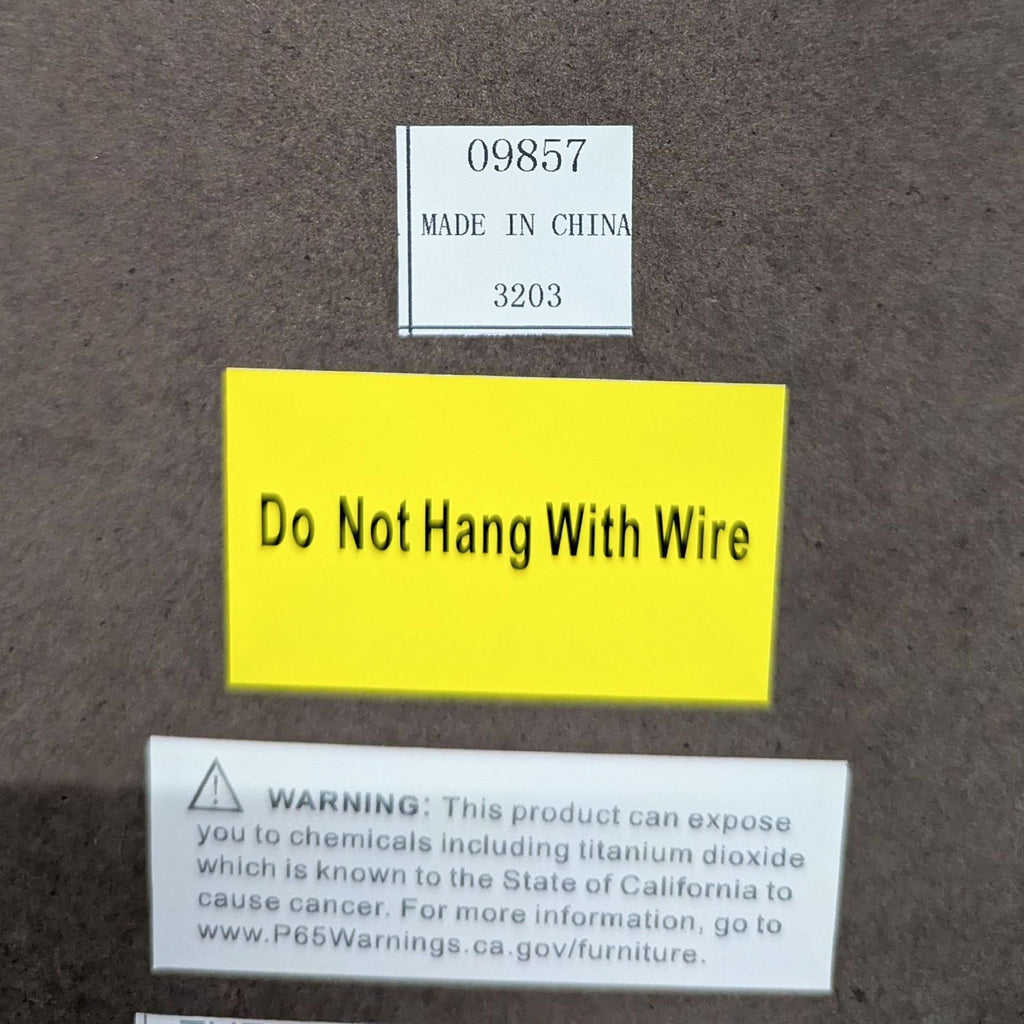 09857
MADE IN CHINA
3203
Do Not Hang With Wire
WARNING: This product can expose
you to chemicals including titanium dioxide
which is known to the State of California to
cause cancer. For more information, go to
www.P65Warnings.ca.gov/furniture.